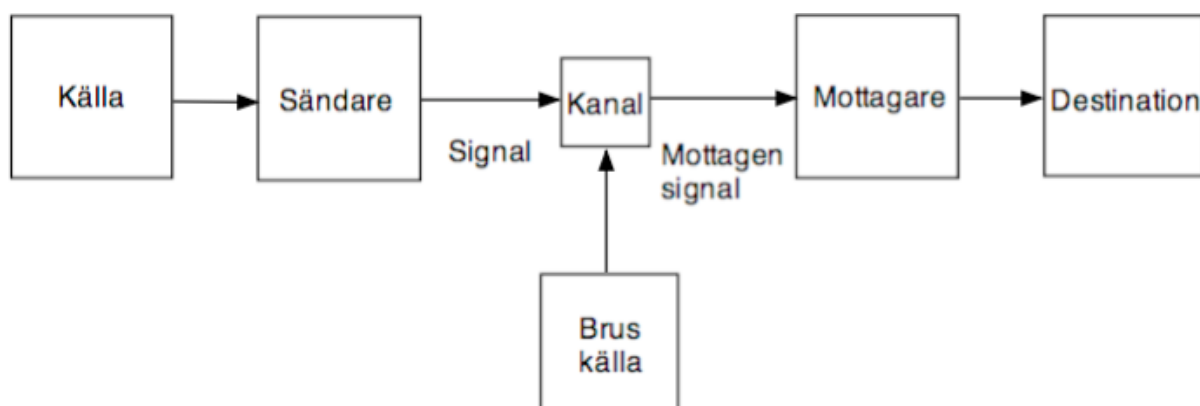 Källa
Sändare
Signal
Kanal
Mottagen
signal
Mottagare
Destination
Brus
källa